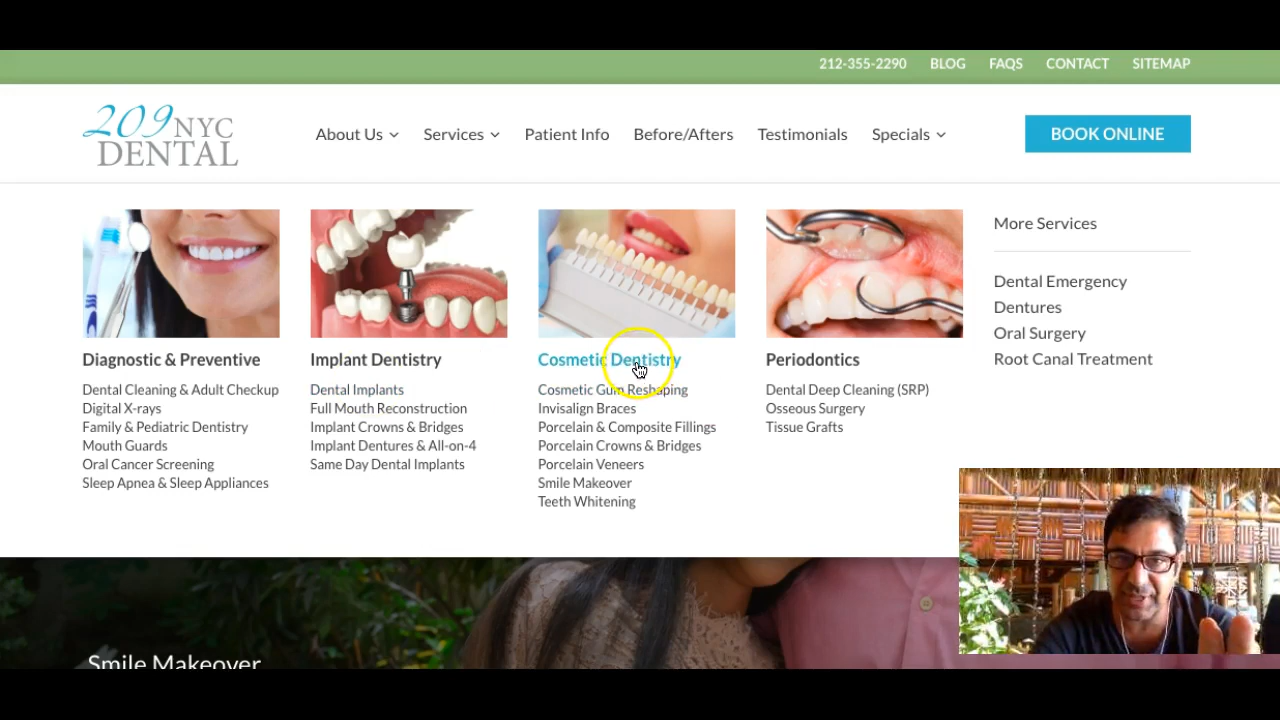 212-355-2290 BLOG FAQS CONTACT SITEMAP
209 NYC
DENTAL
About Us Services Patient Info Before/Afters Testimonials Specials
BOOK ONLINE
Diagnostic & Preventive
Dental Cleaning & Adult Checkup
Digital X-rays
Family & Pediatric Dentistry
Mouth Guards
Oral Cancer Screening
Sleep Apnea & Sleep Appliances
Implant Dentistry
Dental Implants
Full Mouth Reconstruction
Implant Crowns & Bridges
Implant Dentures & All-on-4
Same Day Dental Implants
Cosmetic Dentistry
Cosmetic Gum Reshaping
Invisalign Braces
Porcelain & Composite Fillings
Porcelain Crowns & Bridges
Porcelain Veneers
Smile Makeover
Teeth Whitening
Periodontics
Dental Deep Cleaning (SRP)
Osseous Surgery
Tissue Grafts
More Services
Dental Emergency
Dentures
Oral Surgery
Root Canal Treatment
Smile Makeover